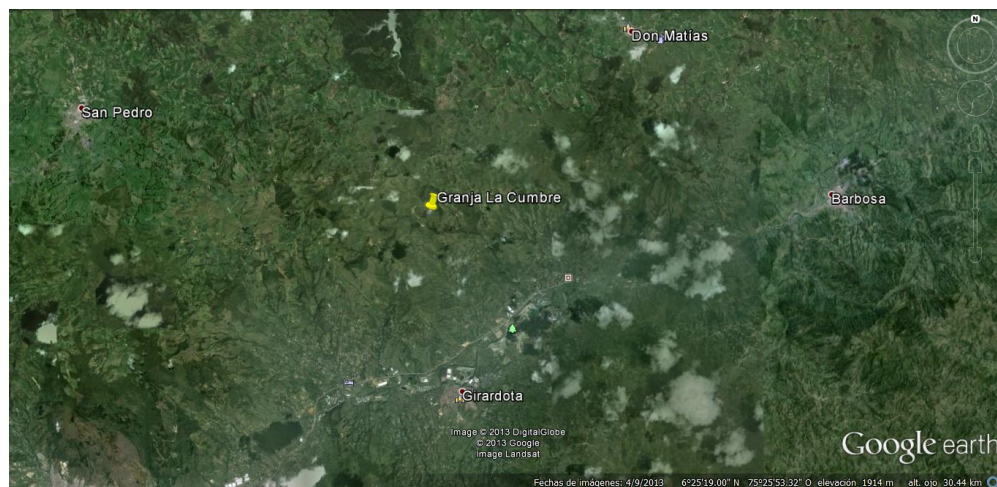 N
Don Matias
San Pedro
Granja La Cumbre
Barbosa
Girardota
Image © 2013 DigitalGlobe
© 2013 Google
Image Landsat
Google earth
Fechas de imágenes: 4/9/2013 6°25'19.00" N 75°25'53.32" O elevación 1914 m alt. ojo 30.44 km